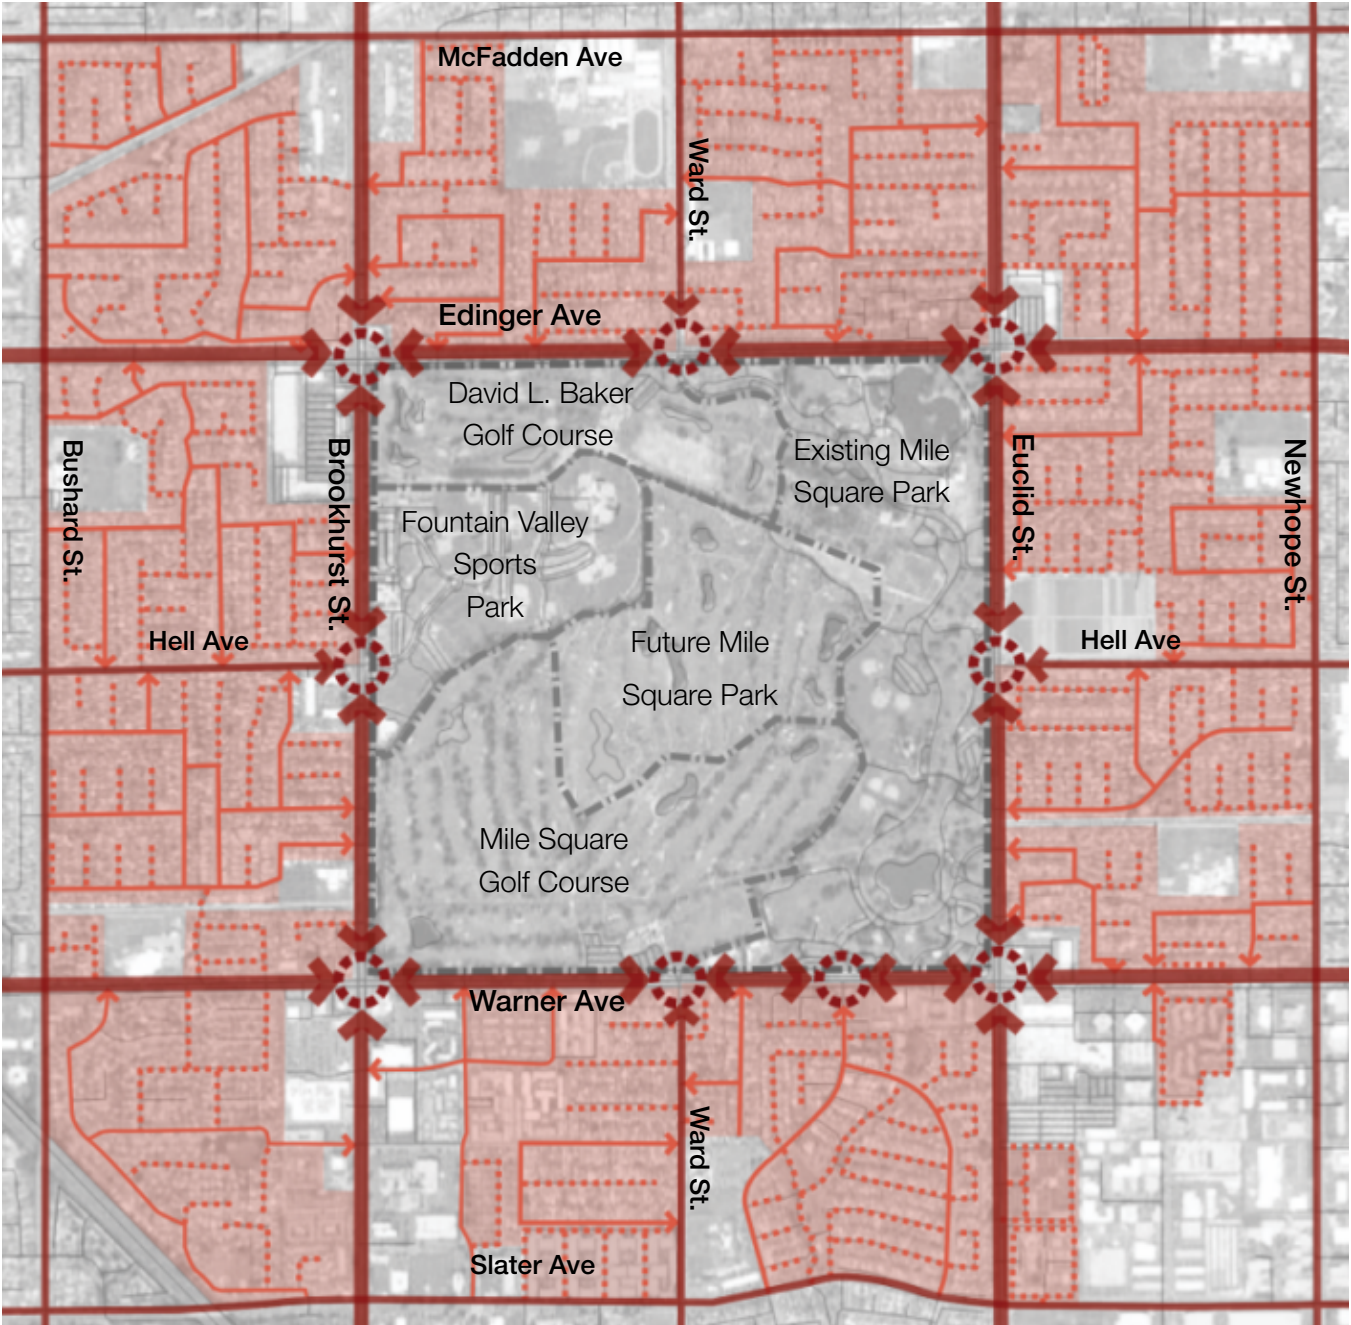 McFadden Ave
Ward St.
Edinger Ave
David L. Baker
Golf Course
Existing Mile
Square Park
Bushard St.
Brookhurst St.
Euclid St.
Newhope St.
Fountain Valley
Sports
Park
Hell Ave
Future Mile
Square Park
Hell Ave
Mile Square
Golf Course
Warner Ave
Ward St.
Slater Ave